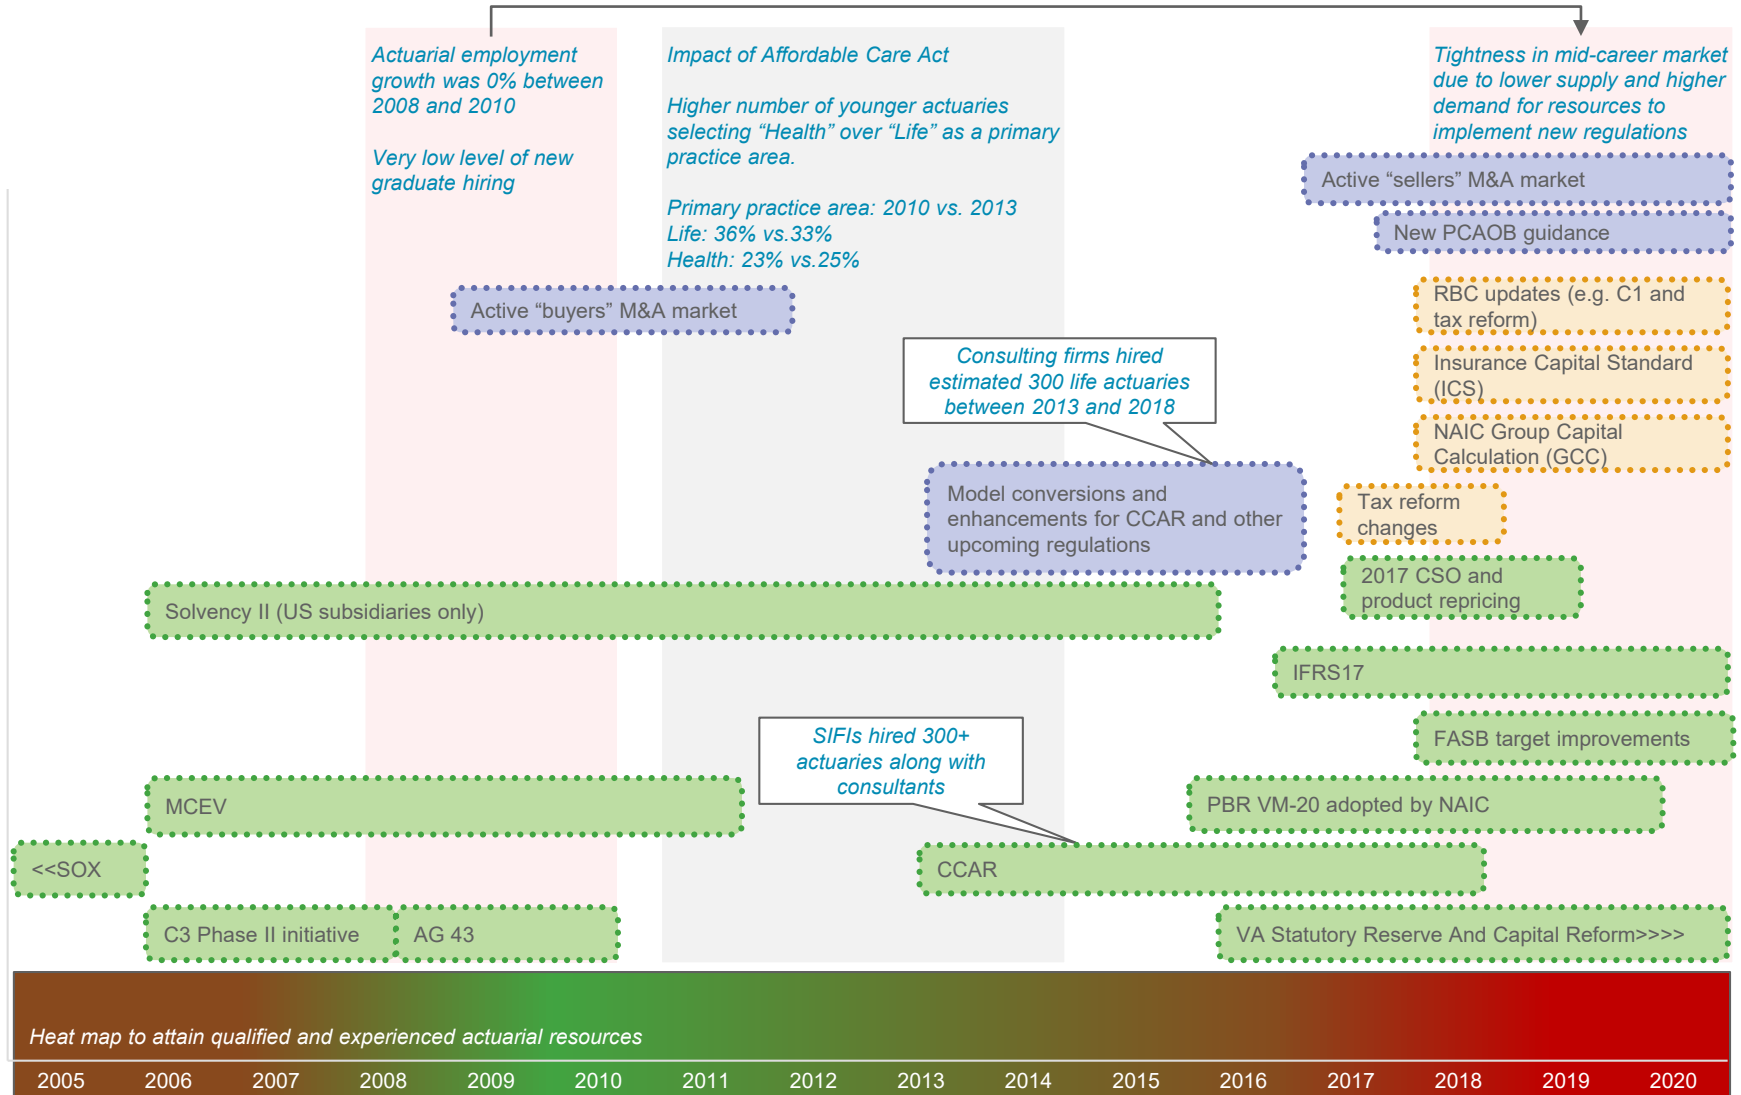 Actuarial employment
growth was 0% between
2008 and 2010
Very low level of new
graduate hiring
Impact of Affordable Care Act
Higher number of younger actuaries
selecting “Health” over “Life” as a primary
practice area.
Primary practice area: 2010 vs. 2013
Life: 36% vs.33%
Health: 23% vs.25%
Tightness in mid-career market
due to lower supply and higher
demand for resources to
implement new regulations
Active “sellers” M&A market
New PCAOB guidance
Active “buyers” M&A market
RBC updates (e.g. C1 and
tax reform)
Consulting firms hired
estimated 300 life actuaries
between 2013 and 2018
Insurance Capital Standard
(ICS)
NAIC Group Capital
Calculation (GCC)
Model conversions and
enhancements for CCAR and other
upcoming regulations
Tax reform
changes
2017 CSO and
product repricing
Solvency II (US subsidiaries only)
IFRS17
SIFIs hired 300+
actuaries along with
consultants
FASB target improvements
MCEV
PBR VM-20 adopted by NAIC
<<SOX
CCAR
C3 Phase II initiative
AG 43
VA Statutory Reserve And Capital Reform>>>>
Heat map to attain qualified and experienced actuarial resources
2005 2006 2007 2008 2009 2010 2011 2012 2013 2014 2015 2016 2017 2018 2019 2020